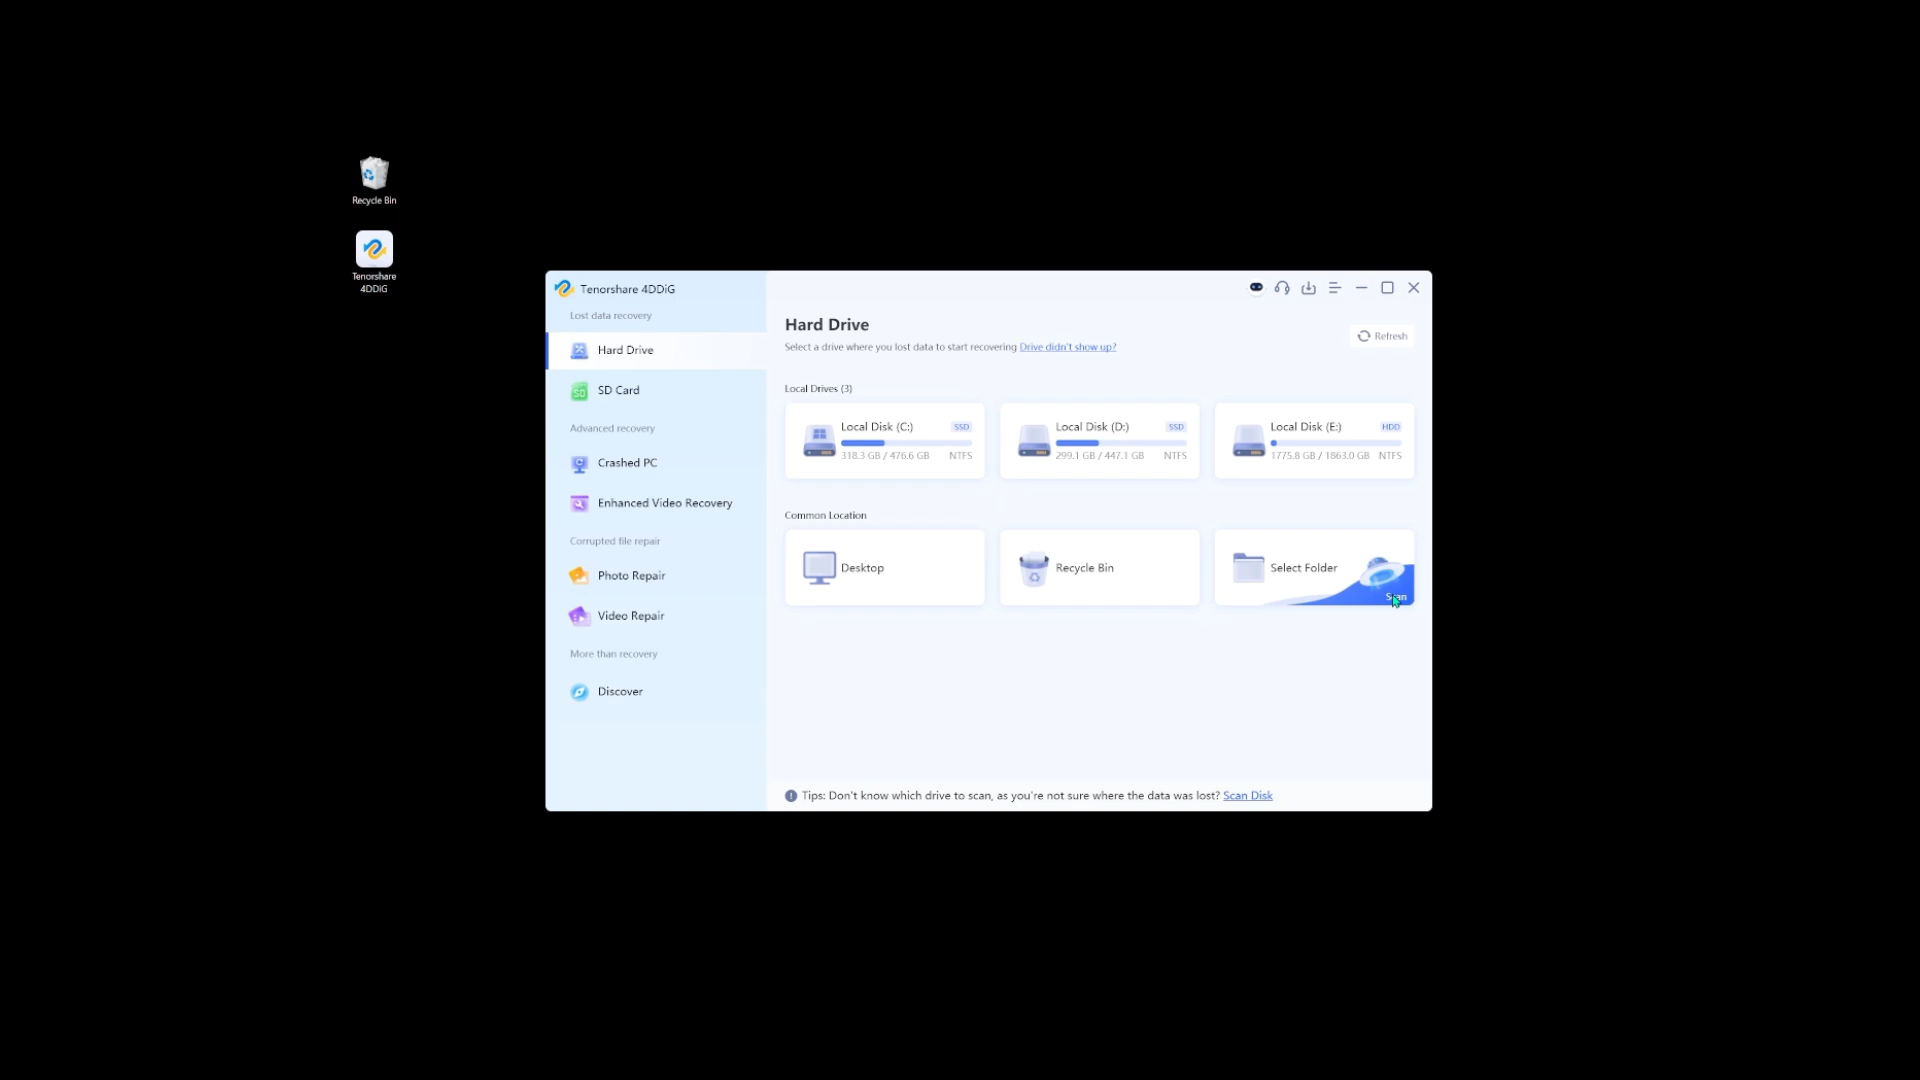 Recycle Bin
Tenorshare
4DDiG
Tenorshare 4DDiG
Lost data recovery
Hard Drive
SD Card
Advanced recovery
Crashed PC
Enhanced Video Recovery
Corrupted file repair
Photo Repair
Video Repair
More than recovery
Discover
Hard Drive
Select a drive where you lost data to start recovering Drive didn't show up?
Refresh
Local Drives (3)
Local Disk (C:) SSD
318.3 GB / 476.6 GB NTFS
Local Disk (D:) SSD
299.1 GB / 447.1 GB NTFS
Local Disk (E:) HDD
1775.8 GB / 1863.0 GB NTFS
Common Location
Desktop
Recycle Bin
Select Folder
Scan
Tips: Don't know which drive to scan, as you're not sure where the data was lost? Scan Disk